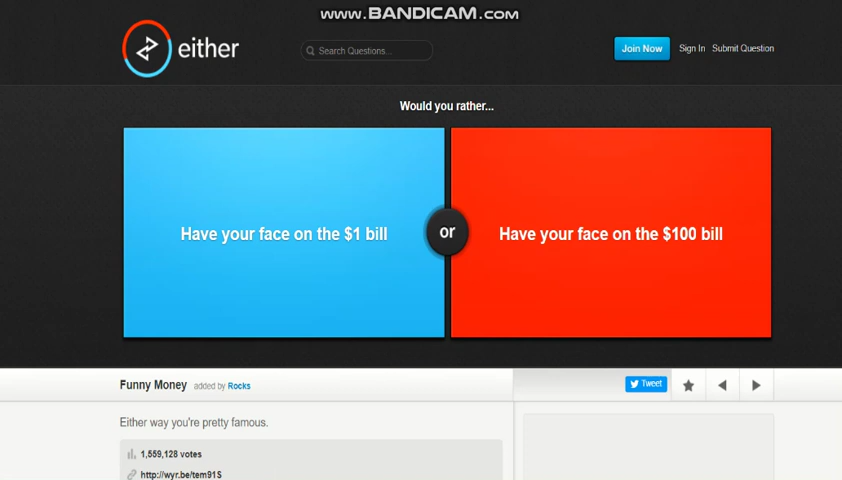 www.BANDICAM.com
either
Search Questions...
Join Now
Sign In
Submit Question
Would you rather...
Have your face on the $1 bill
or
Have your face on the $100 bill
Funny Money added by Rocks
Tweet
Either way you're pretty famous.
1,559,128 votes
http://wyr.be/tem91S